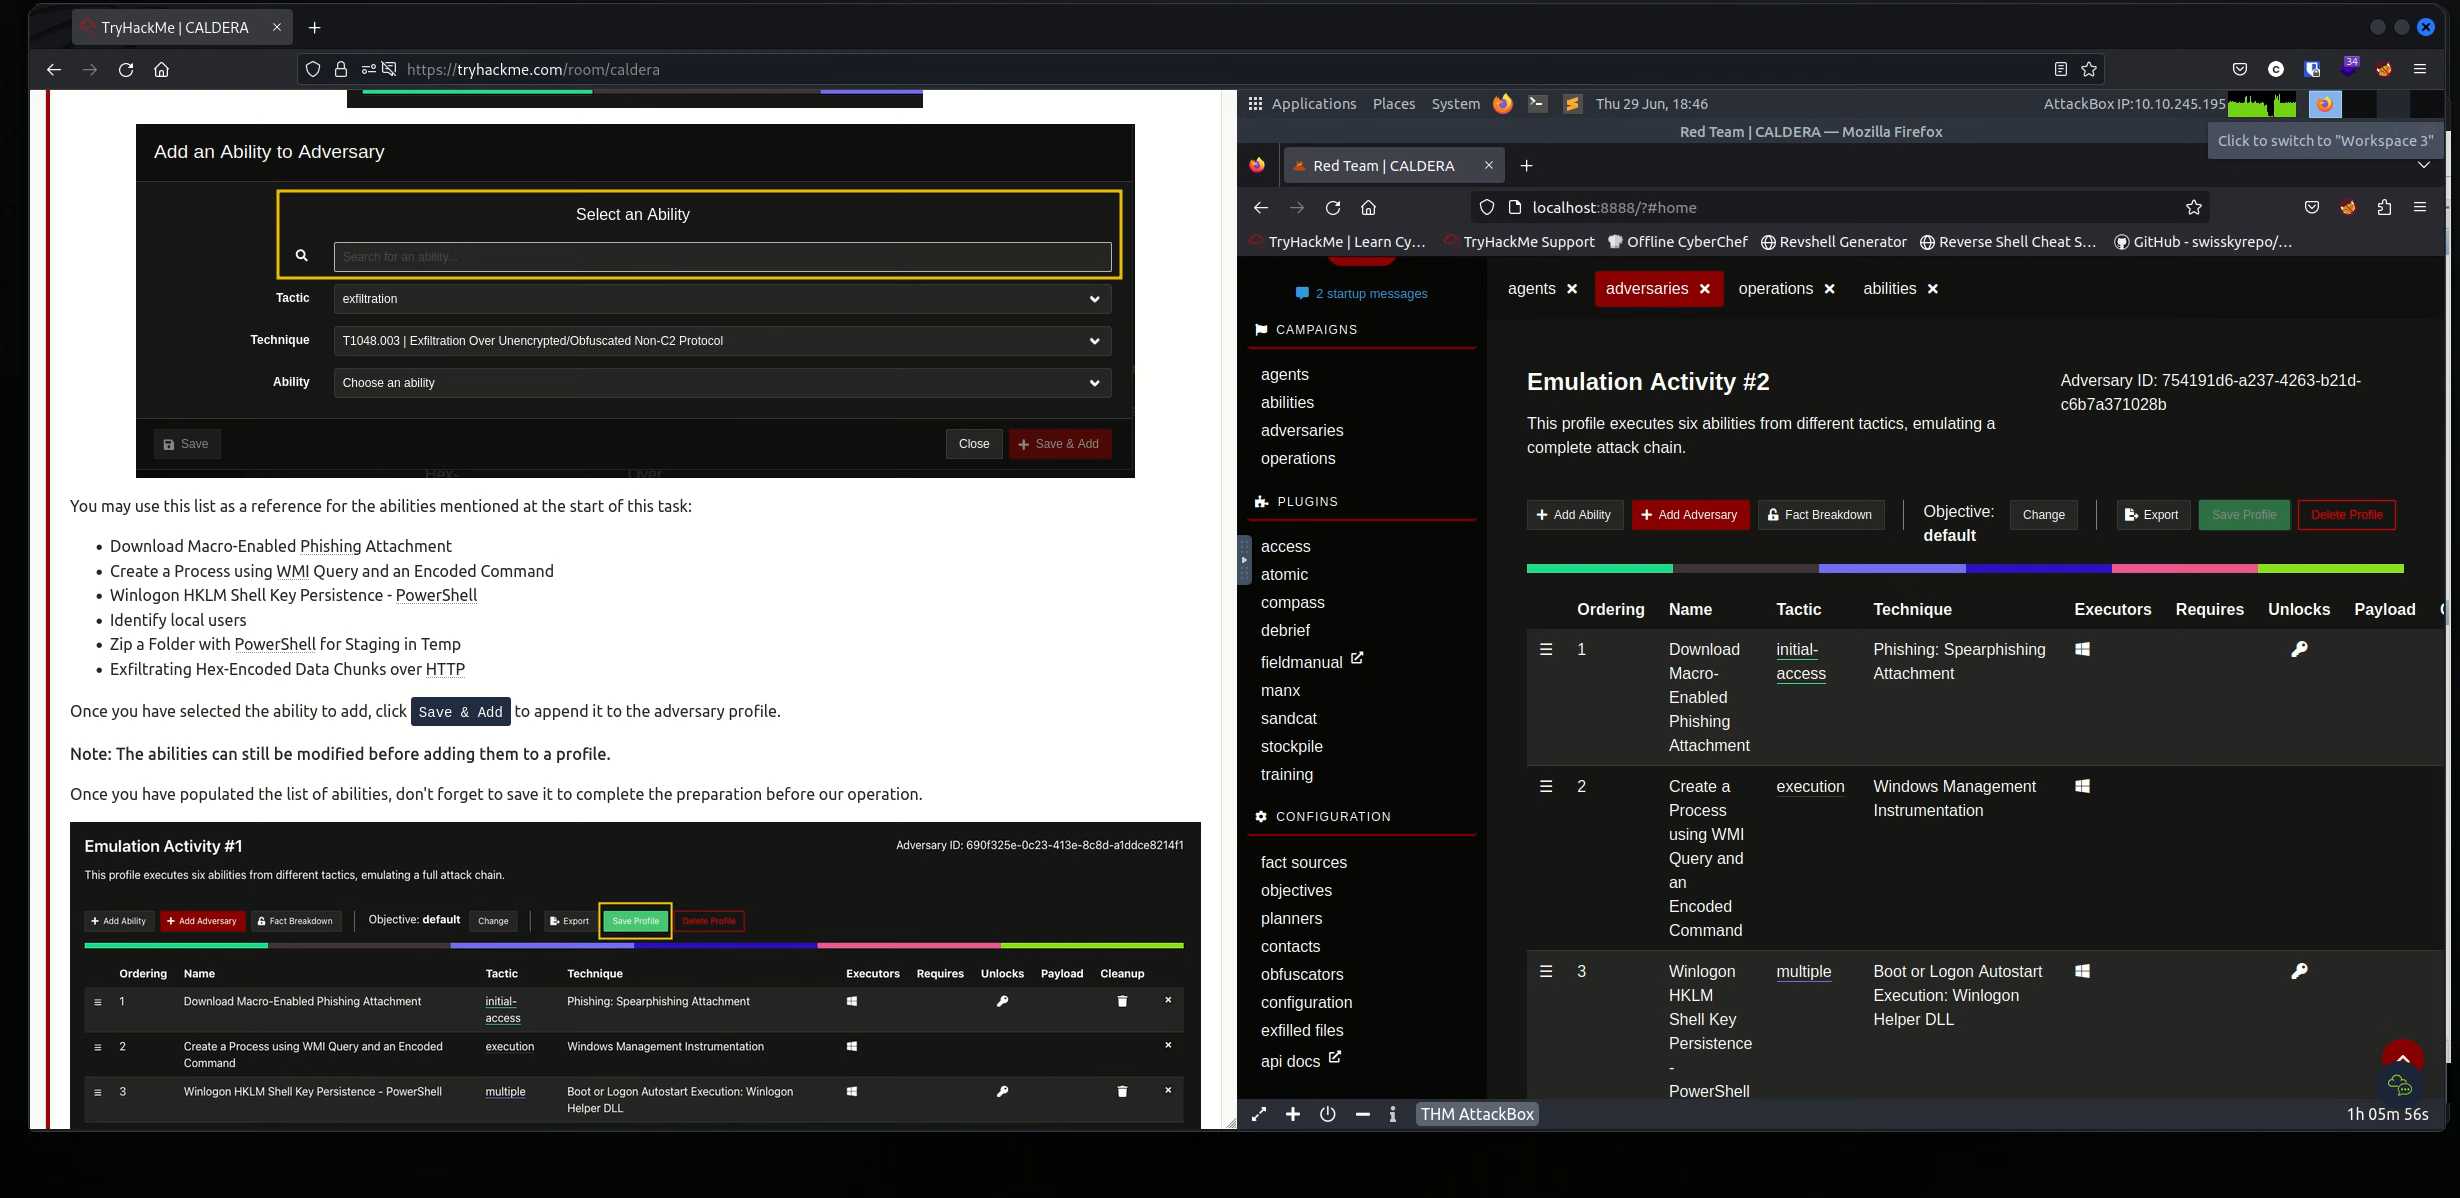 TryHackMe | CALDERA
https://tryhackme.com/room/caldera
34
Add an Ability to Adversary
Select an Ability
Search for an ability...
Tactic
exfiltration
Technique
T1048.003 | Exfiltration Over Unencrypted/Obfuscated Non-C2 Protocol
Ability
Choose an ability
Save
Close
Save & Add
You may use this list as a reference for the abilities mentioned at the start of this task:
• Download Macro-Enabled Phishing Attachment
• Create a Process using WMI Query and an Encoded Command
• Winlogon HKLM Shell Key Persistence - PowerShell
• Identify local users
• Zip a Folder with PowerShell for Staging in Temp
• Exfiltrating Hex-Encoded Data Chunks over HTTP
Once you have selected the ability to add, click Save & Add to append it to the adversary profile.
Note: The abilities can still be modified before adding them to a profile.
Once you have populated the list of abilities, don't forget to save it to complete the preparation before our operation.
Emulation Activity #1
Adversary ID: 690f325e-0c23-413e-8c8d-a1ddce8214f1
This profile executes six abilities from different tactics, emulating a full attack chain.
+ Add Ability + Add Adversary Fact Breakdown Objective: default Change Export Save Profile Delete Profile
Ordering Name Tactic Technique Executors Requires Unlocks Payload Cleanup
1 Download Macro-Enabled Phishing Attachment initial-access Phishing: Spearphishing Attachment
2 Create a Process using WMI Query and an Encoded Command execution Windows Management Instrumentation
3 Winlogon HKLM Shell Key Persistence - PowerShell multiple Boot or Logon Autostart Execution: Winlogon Helper DLL
Applications Places System Thu 29 Jun, 18:46 AttackBox IP:10.10.245.195
Red Team | CALDERA — Mozilla Firefox
Click to switch to "Workspace 3"
Red Team | CALDERA
localhost:8888/?#home
TryHackMe | Learn Cy... TryHackMe Support Offline CyberChef Revshell Generator Reverse Shell Cheat S... GitHub - swisskyrepo/...
2 startup messages
CAMPAIGNS
agents
abilities
adversaries
operations
PLUGINS
access
atomic
compass
debrief
fieldmanual
manx
sandcat
stockpile
training
CONFIGURATION
fact sources
objectives
planners
contacts
obfuscators
configuration
exfilled files
api docs
agents adversaries operations abilities
Emulation Activity #2
Adversary ID: 754191d6-a237-4263-b21d-
c6b7a371028b
This profile executes six abilities from different tactics, emulating a
complete attack chain.
+ Add Ability + Add Adversary Fact Breakdown
Objective:
default
Change Export Save Profile Delete Profile
Ordering Name Tactic Technique Executors Requires Unlocks Payload
1 Download Macro-Enabled Phishing Attachment initial-access Phishing: Spearphishing Attachment
2 Create a Process using WMI Query and an Encoded Command execution Windows Management Instrumentation
3 Winlogon HKLM Shell Key Persistence - PowerShell multiple Boot or Logon Autostart Execution: Winlogon Helper DLL
THM AttackBox
1h 05m 56s